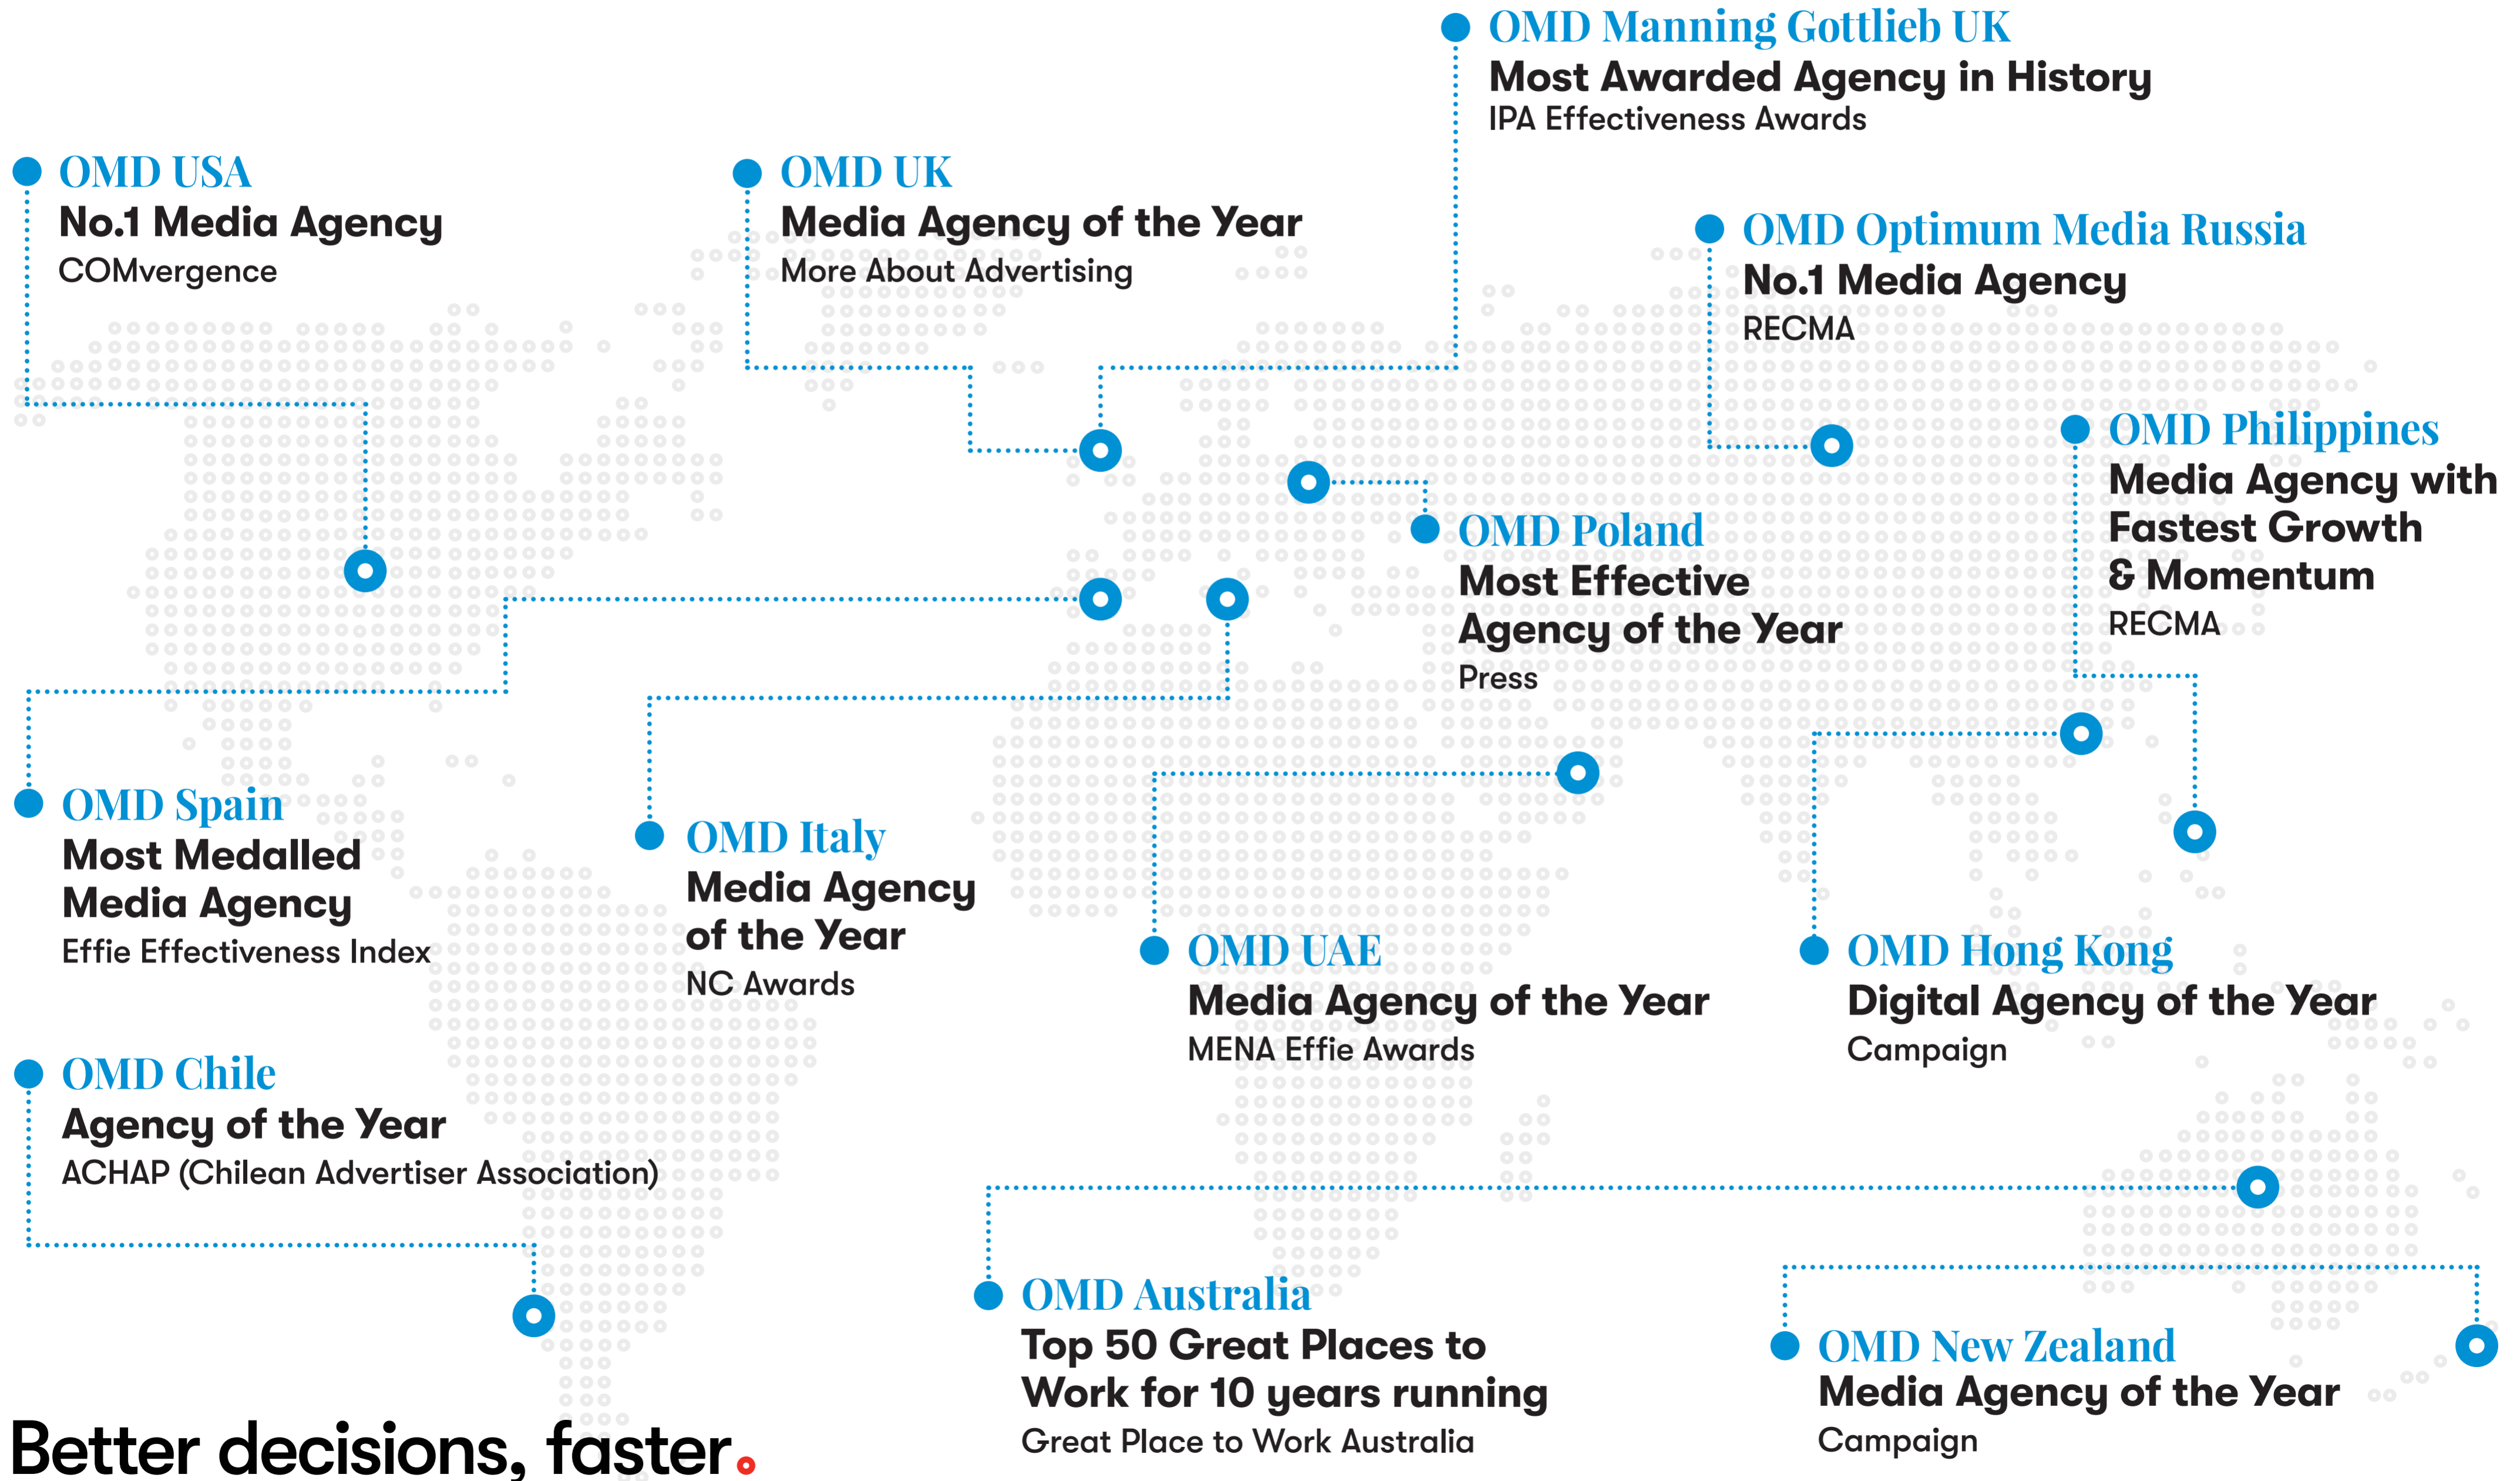 OMD Manning Gottlieb UK
Most Awarded Agency in History
IPA Effectiveness Awards
OMD USA
No.1 Media Agency
COMvergence
OMD UK
Media Agency of the Year
More About Advertising
OMD Optimum Media Russia
No.1 Media Agency
RECMA
OMD Philippines
Media Agency with
Fastest Growth
& Momentum
RECMA
OMD Poland
Most Effective
Agency of the Year
Press
OMD Spain
Most Medalled
Media Agency
Effie Effectiveness Index
OMD Italy
Media Agency
of the Year
NC Awards
OMD UAE
Media Agency of the Year
MENA Effie Awards
OMD Hong Kong
Digital Agency of the Year
Campaign
OMD Chile
Agency of the Year
ACHAP (Chilean Advertiser Association)
OMD Australia
Top 50 Great Places to
Work for 10 years running
Great Place to Work Australia
OMD New Zealand
Media Agency of the Year
Campaign
Better decisions, faster.